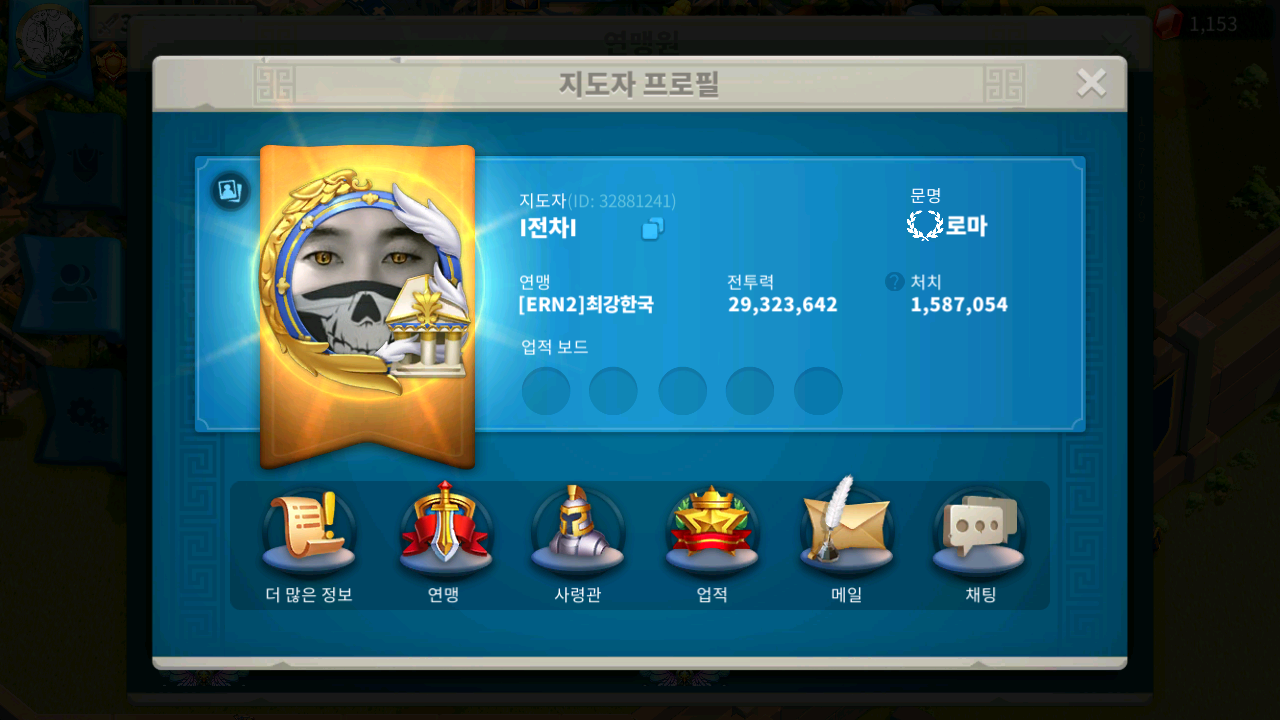 연맹원
1,153
지도자 프로필
지도자(ID: 32881241)
I전차I
문명
로마
연맹
[ERN2]최강한국
전투력
29,323,642
? 처치
1,587,054
업적 보드
더 많은 정보
연맹
사령관
업적
메일
채팅